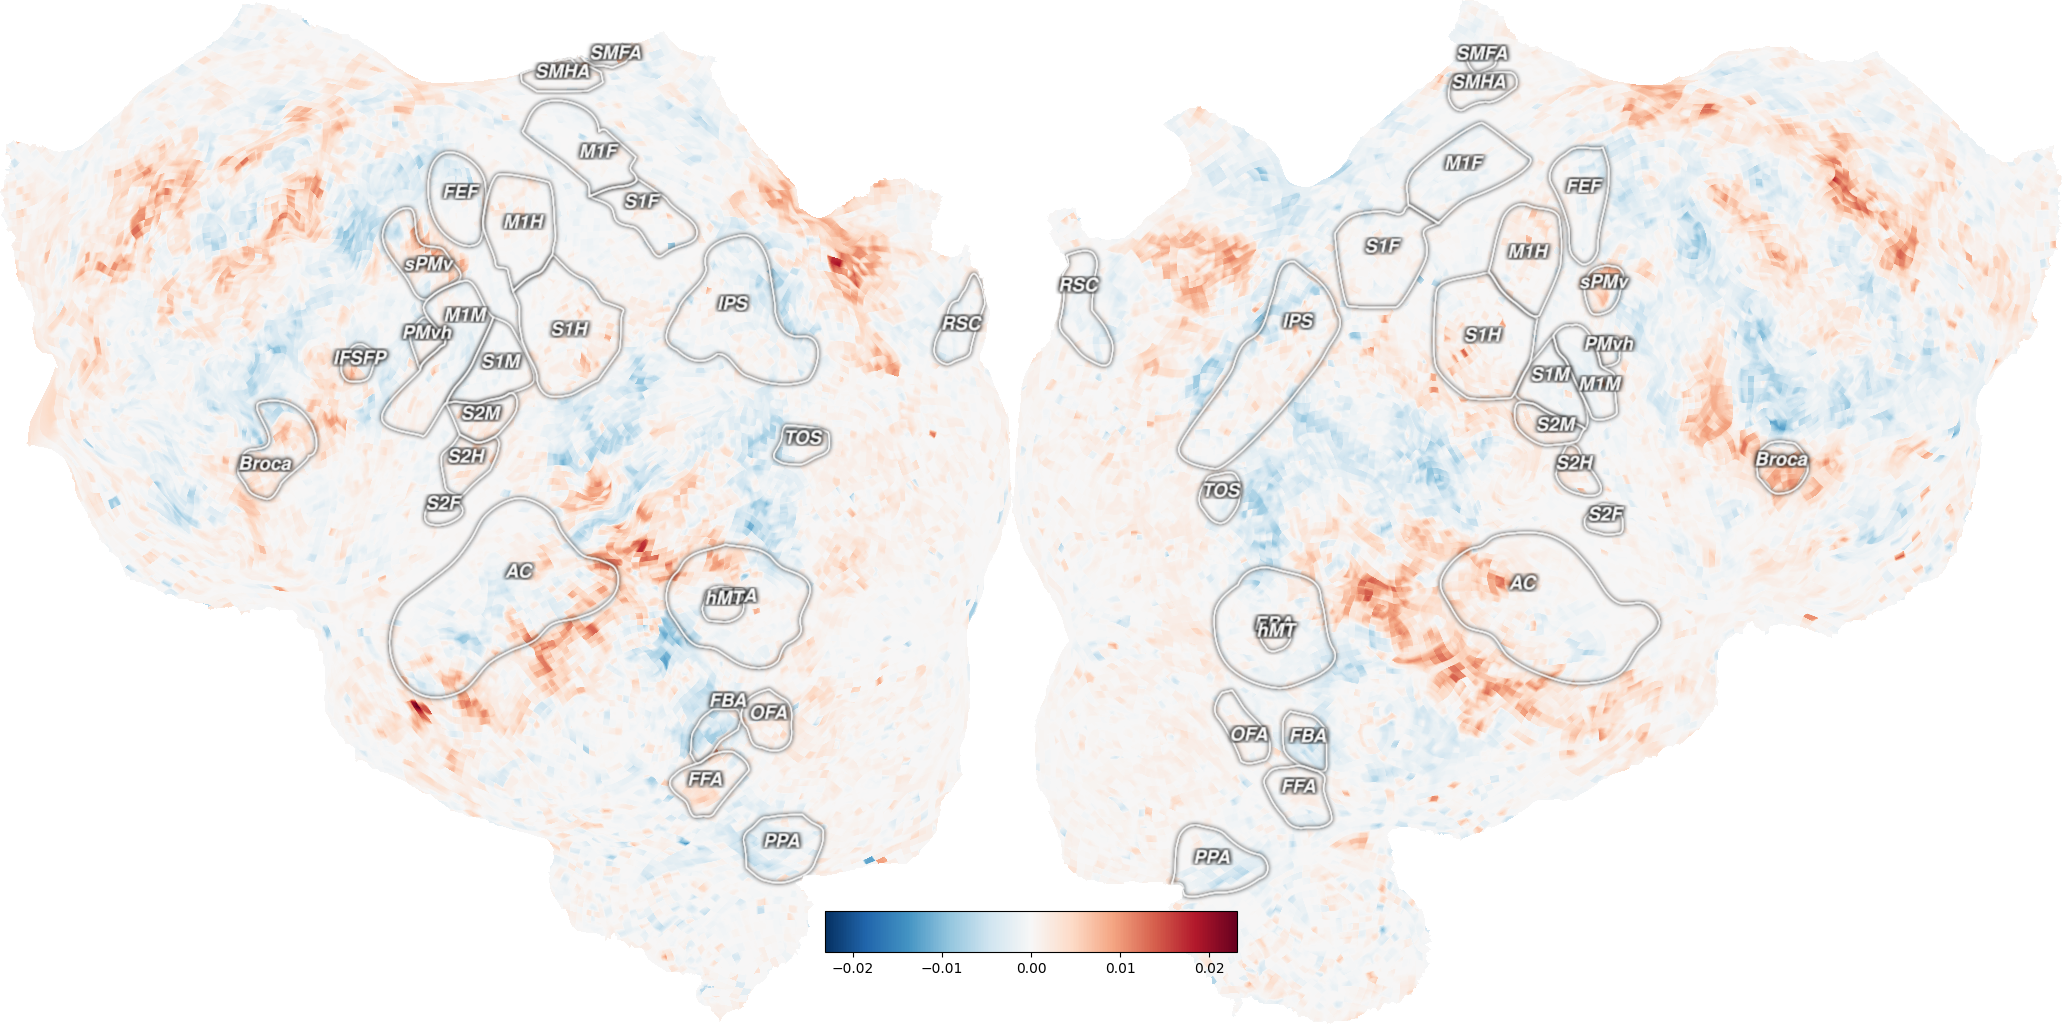 SMFA
SMHA
M1F
FEF
S1F
M1H
sPMv
IPS
M1M
RSC
PMvh
S1H
IFSFP
S1M
S2M
TOS
Broca
S2H
S2F
AC
hMT
FBA
OFA
FFA
PPA
SMFA
SMHA
M1F
FEF
S1F
M1H
RSC
sPMv
IPS
S1H
PMvh
S1M
M1M
S2M
Broca
S2H
TOS
S2F
AC
hMT
OFA
FBA
FFA
PPA
−0.02 −0.01 0.00 0.01 0.02